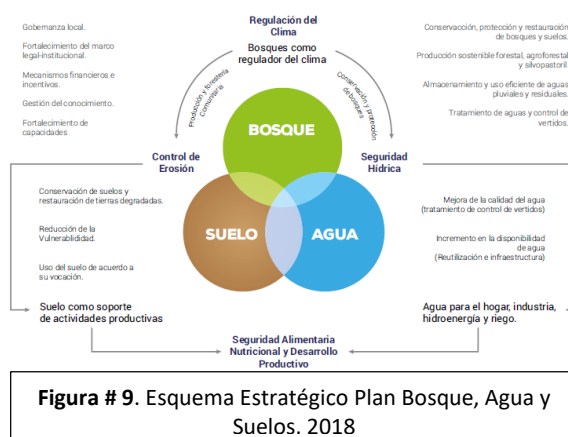 Regulación del
Clima
Bosques como
regulador del clima
Gobernanza local.
Fortalecimiento del marco
legal-institucional.
Mecanismos financieros e
incentivos.
Gestión del conocimiento.
Fortalecimiento de
capacidades
Conservacción, protección y restauración
de bosques y suelos.
Producción sostenible forestal, agroforestal
y silvopastoril.
Almacenamiento y uso eficiente de aguas
pluviales y residuales.
Tratamiento de aguas y control de
vertidos.
Producción y forestería
Comunitaria
Conservación y protección
de bosques
BOSQUE
Control de
Erosión
Seguridad
Hídrica
SUELO
AGUA
Conservación de suelos y
restauración de tierras degradadas.
Reducción de la
Vulnerabilidad.
Uso del suelo de acuerdo a
su vocación.
Mejora de la calidad del agua
(tratamiento de control de vertidos)
Incremento en la disponibilidad
de agua
(Reutilización e infraestructura)
Suelo como soporte
de actividades productivas
Agua para el hogar, industria,
hidroenergía y riego.
Seguridad Alimentaria
Nutricional y Desarrollo
Productivo
Figura # 9. Esquema Estratégico Plan Bosque, Agua y
Suelos. 2018